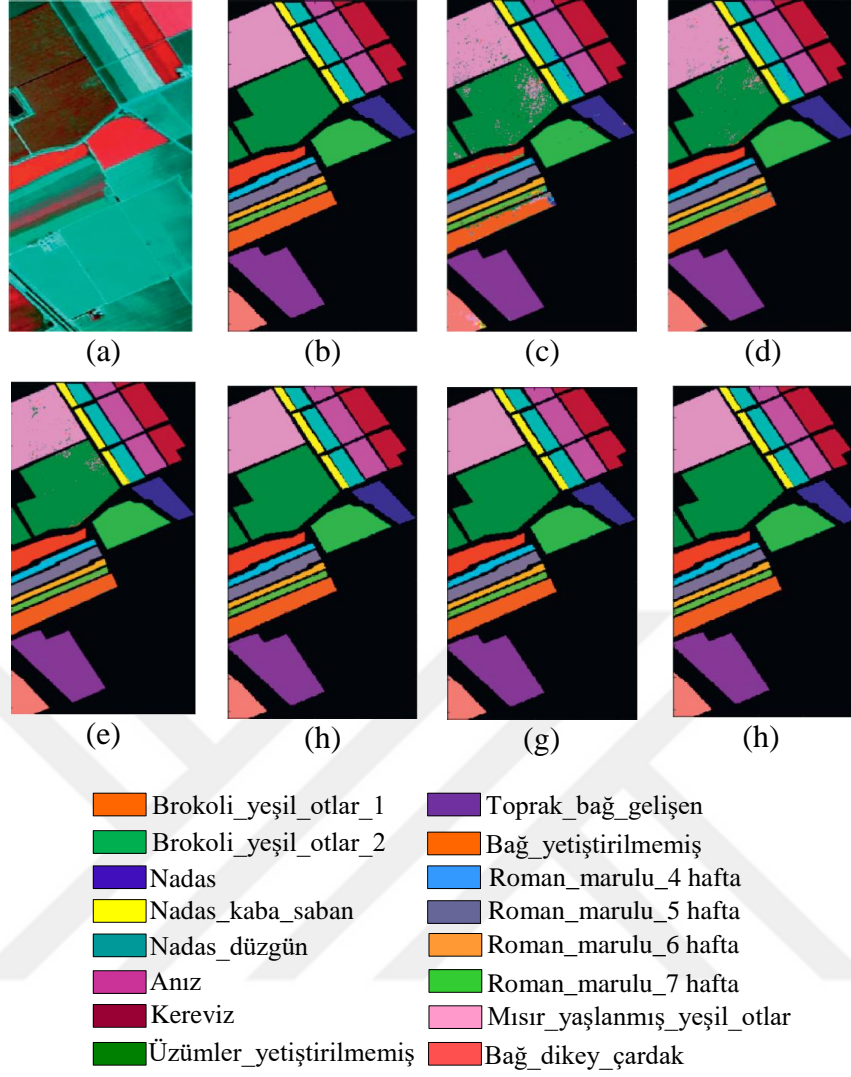 (a) (b) (c) (d)
(e) (h) (g) (h)
Brokoli_yeşil_otlar_1
Brokoli_yeşil_otlar_2
Nadas
Nadas_kaba_saban
Nadas_düzgün
Anız
Kereviz
Üzümler_yetiştirilmemiş
Toprak_bağ_gelişen
Bağ_yetiştirilmemiş
Roman_marulu_4 hafta
Roman_marulu_5 hafta
Roman_marulu_6 hafta
Roman_marulu_7 hafta
Mısır_yaşlanmış_yeşil_otlar
Bağ_dikey_çardak